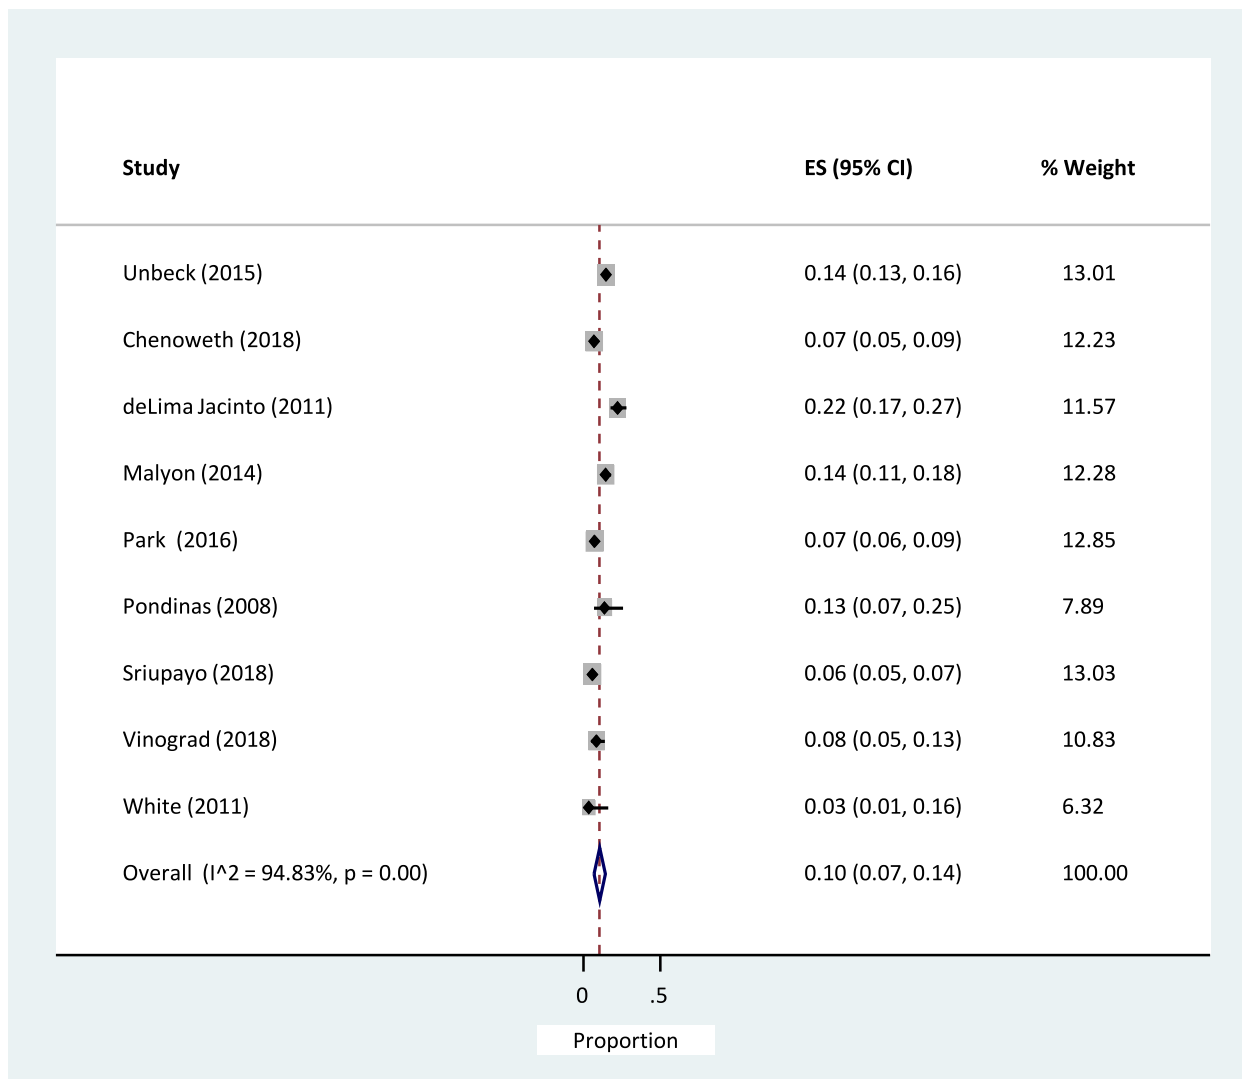 Study ES (95% CI) % Weight
Unbeck (2015) 0.14 (0.13, 0.16) 13.01
Chenoweth (2018) 0.07 (0.05, 0.09) 12.23
deLima Jacinto (2011) 0.22 (0.17, 0.27) 11.57
Malyon (2014) 0.14 (0.11, 0.18) 12.28
Park (2016) 0.07 (0.06, 0.09) 12.85
Pondinas (2008) 0.13 (0.07, 0.25) 7.89
Sriupayo (2018) 0.06 (0.05, 0.07) 13.03
Vinograd (2018) 0.08 (0.05, 0.13) 10.83
White (2011) 0.03 (0.01, 0.16) 6.32
Overall (I^2 = 94.83%, p = 0.00) 0.10 (0.07, 0.14) 100.00
0 .5
Proportion